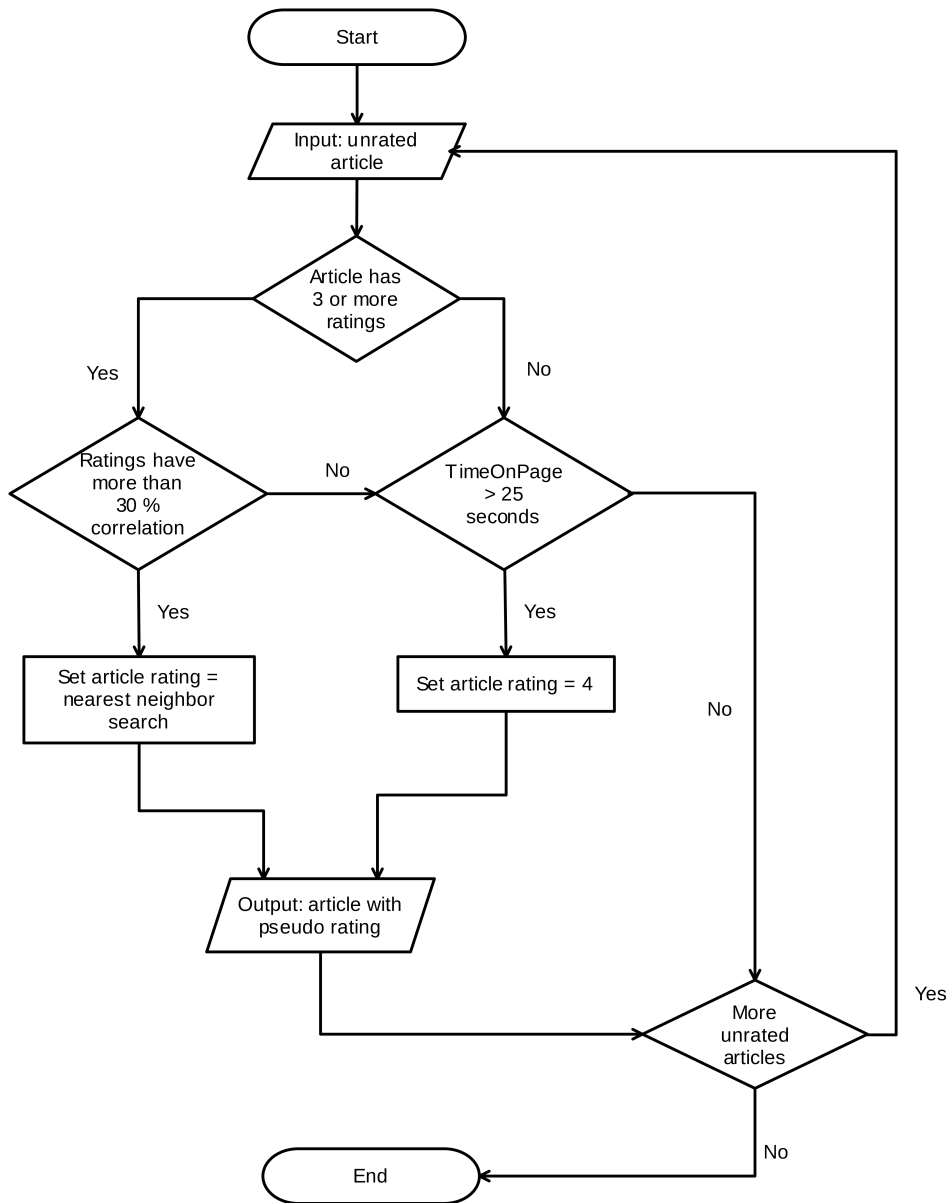 Start
Input: unrated
article
Article has
3 or more
ratings
Yes
No
Ratings have
more than
30 %
correlation
No
TimeOnPage
> 25
seconds
Yes
Yes
Set article rating =
nearest neighbor
search
Set article rating = 4
No
Output: article with
pseudo rating
More
unrated
articles
Yes
No
End